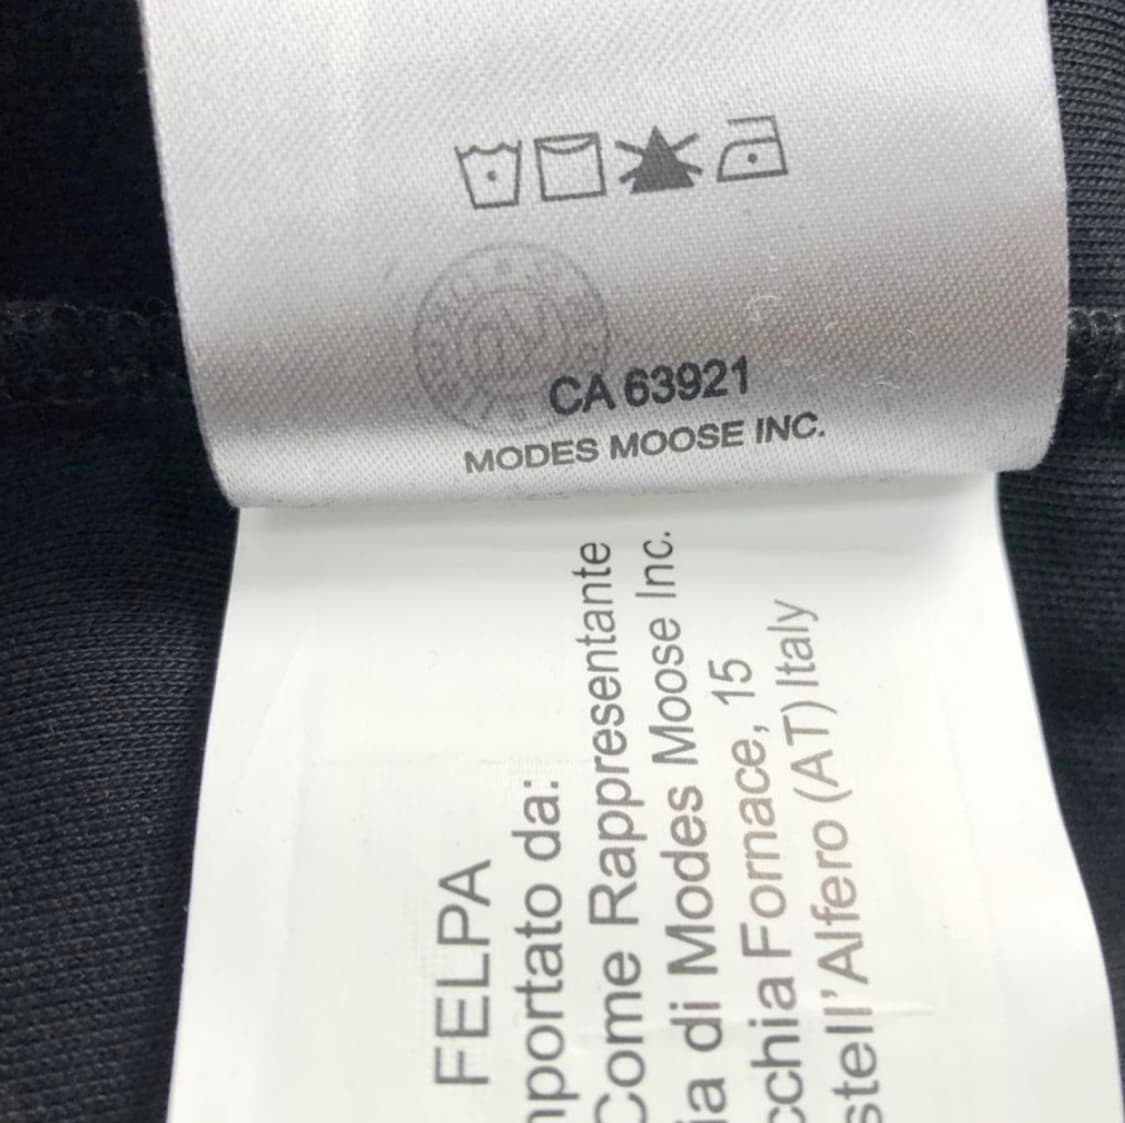 CA 63921
MODES MOOSE INC.
FELPA
mportato da:
Come Rappresentante
ia di Modes Moose Inc.
cchia Fornace, 15
stell'Alfero (AT) Italy